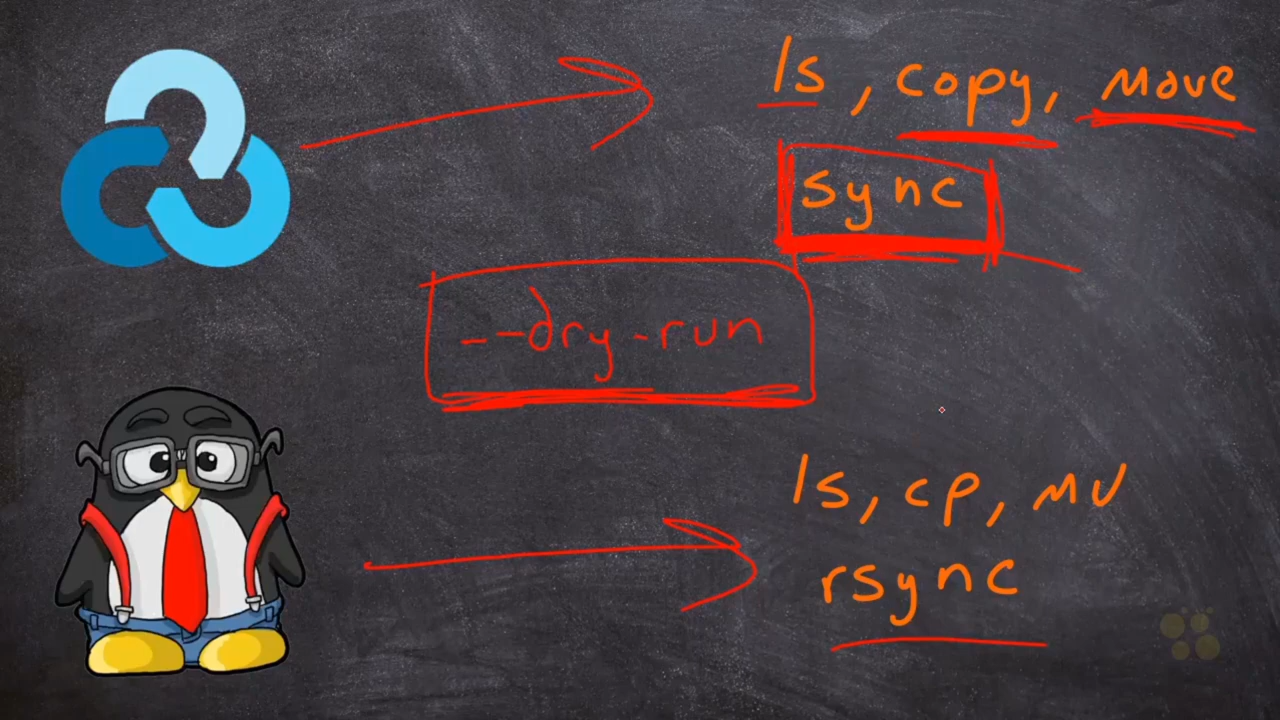 ls, copy, move
sync
--dry-run
ls, cp, mv
rsync